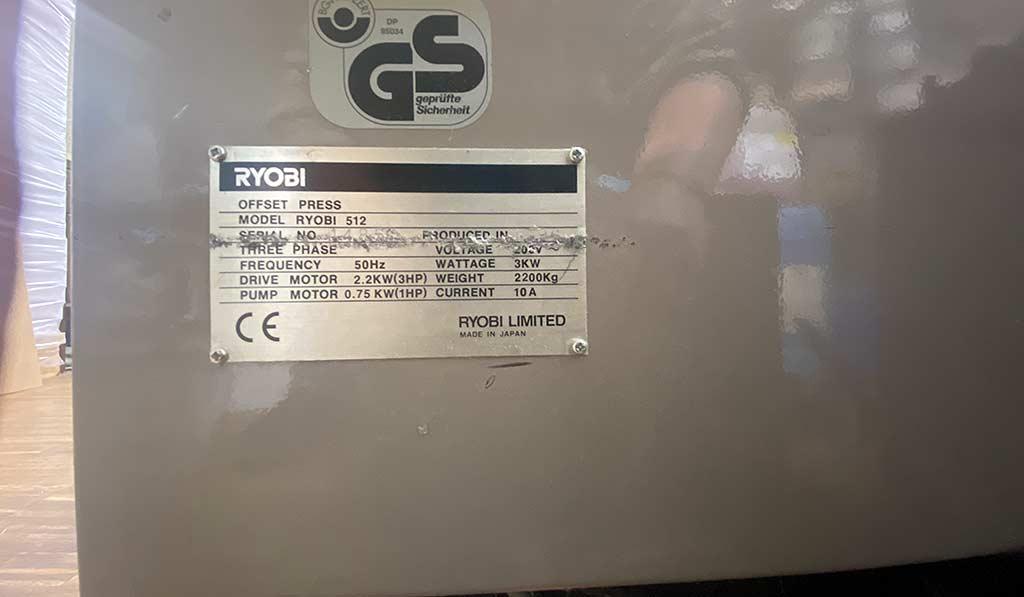 DP
95034
GS
geprüfte
Sicherheit
RYOBI
OFFSET PRESS
MODEL RYOBI 512
SERIAL NO. PRODUCED IN
THREE PHASE VOLTAGE
FREQUENCY 50Hz WATTAGE 3KW
DRIVE MOTOR 2.2KW(3HP) WEIGHT 2200Kg
PUMP MOTOR 0.75 KW(1HP) CURRENT 10A
CE RYOBI LIMITED
MADE IN JAPAN